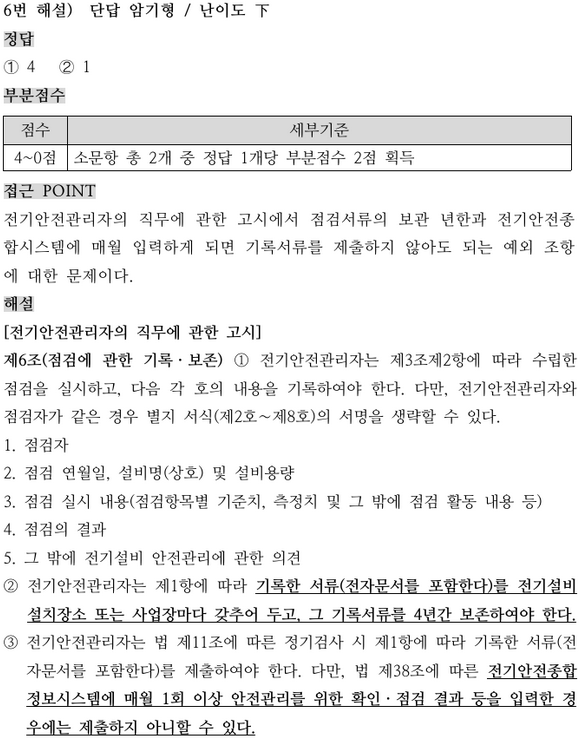 6번 해설) 단답 암기형 / 난이도 下
정답
① 4 ② 1
부분점수
점수 세부기준
4~0점 소문항 총 2개 중 정답 1개당 부분점수 2점 획득
접근 POINT
전기안전관리자의 직무에 관한 고시에서 점검서류의 보관 년한과 전기안전종
합시스템에 매월 입력하게 되면 기록서류를 제출하지 않아도 되는 예외 조항
에 대한 문제이다.
해설
[전기안전관리자의 직무에 관한 고시]
제6조(점검에 관한 기록·보존) ① 전기안전관리자는 제3조제2항에 따라 수립한
점검을 실시하고, 다음 각 호의 내용을 기록하여야 한다. 다만, 전기안전관리자와
점검자가 같은 경우 별지 서식(제2호～제8호)의 서명을 생략할 수 있다.
1. 점검자
2. 점검 연월일, 설비명(상호) 및 설비용량
3. 점검 실시 내용(점검항목별 기준치, 측정치 및 그 밖에 점검 활동 내용 등)
4. 점검의 결과
5. 그 밖에 전기설비 안전관리에 관한 의견
② 전기안전관리자는 제1항에 따라 기록한 서류(전자문서를 포함한다)를 전기설비
설치장소 또는 사업장마다 갖추어 두고, 그 기록서류를 4년간 보존하여야 한다.
③ 전기안전관리자는 법 제11조에 따른 정기검사 시 제1항에 따라 기록한 서류(전
자문서를 포함한다)를 제출하여야 한다. 다만, 법 제38조에 따른 전기안전종합
정보시스템에 매월 1회 이상 안전관리를 위한 확인·점검 결과 등을 입력한 경
우에는 제출하지 아니할 수 있다.